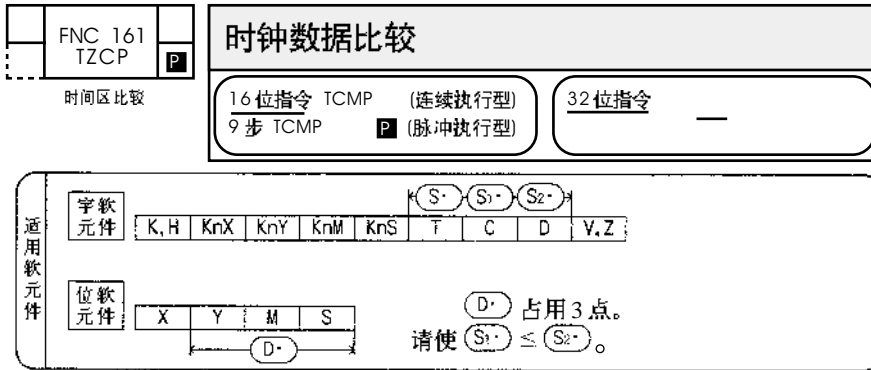 FNC 161
TZCP P
时间区比较
时钟数据比较
16位指令 TCMP (连续执行型)
9步 TCMP P (脉冲执行型)
32位指令
—
适用软元件
字软元件
S· S₁· S₂·
K,H KnX KnY KnM KnS T C D V,Z
位软元件
X Y M S
D·
D· 占用3点。
请使 S₁· ≤ S₂· 。